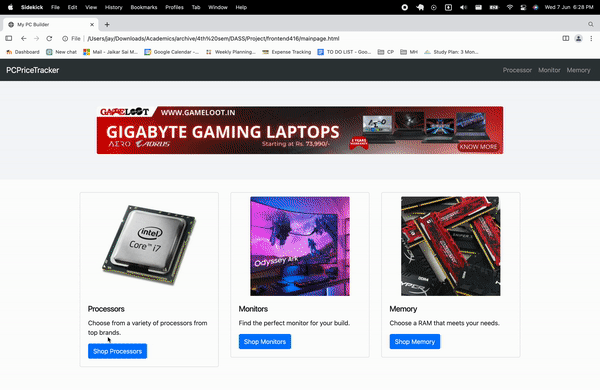 Sidekick File Edit View History Bookmarks Profiles Tab Window Help Wed 7 Jun 6:28 PM
My PC Builder
File /Users/jay/Downloads/Academics/archive/4th%20sem/DASS/Project/frontend416/mainpage.html
Dashboard New chat Mail - Jaikar Sai M... Google Calendar -... Weekly Planning... Expense Tracking TO DO LIST - Goo... CP MH Study Plan: 3 Mon...
PCPriceTracker Processor Monitor Memory
GAMELOOT WWW.GAMELOOT.IN
GIGABYTE GAMING LAPTOPS
AERO AORUS Starting at Rs. 73,990/- 2 YEARS WARRANTY KNOW MORE
intel
Core™ i7
Odyssey Ark
Processors
Choose from a variety of processors from
top brands.
Shop Processors
Monitors
Find the perfect monitor for your build.
Shop Monitors
Memory
Choose a RAM that meets your needs.
Shop Memory